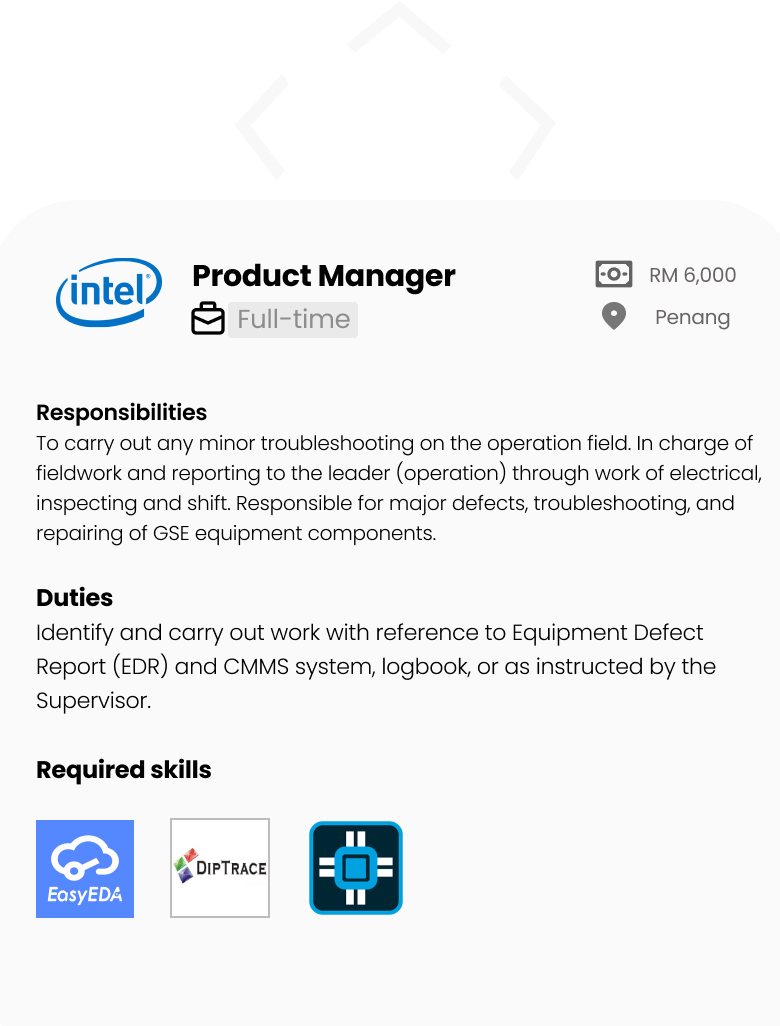 intel
Product Manager
RM 6,000
Full-time
Penang
Responsibilities
To carry out any minor troubleshooting on the operation field. In charge of
fieldwork and reporting to the leader (operation) through work of electrical,
inspecting and shift. Responsible for major defects, troubleshooting, and
repairing of GSE equipment components.
Duties
Identify and carry out work with reference to Equipment Defect
Report (EDR) and CMMS system, logbook, or as instructed by the
Supervisor.
Required skills
EasyEDA
DIPTRACE